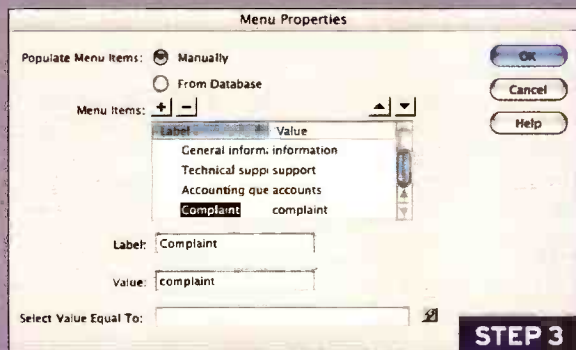 Menu Properties
Populate Menu Items: Manually
From Database
Menu Items: + −
Label Value
General inform: information
Technical suppi support
Accounting que accounts
Complaint complaint
Label: Complaint
Value: complaint
Select Value Equal To:
OK
Cancel
Help
STEP 3